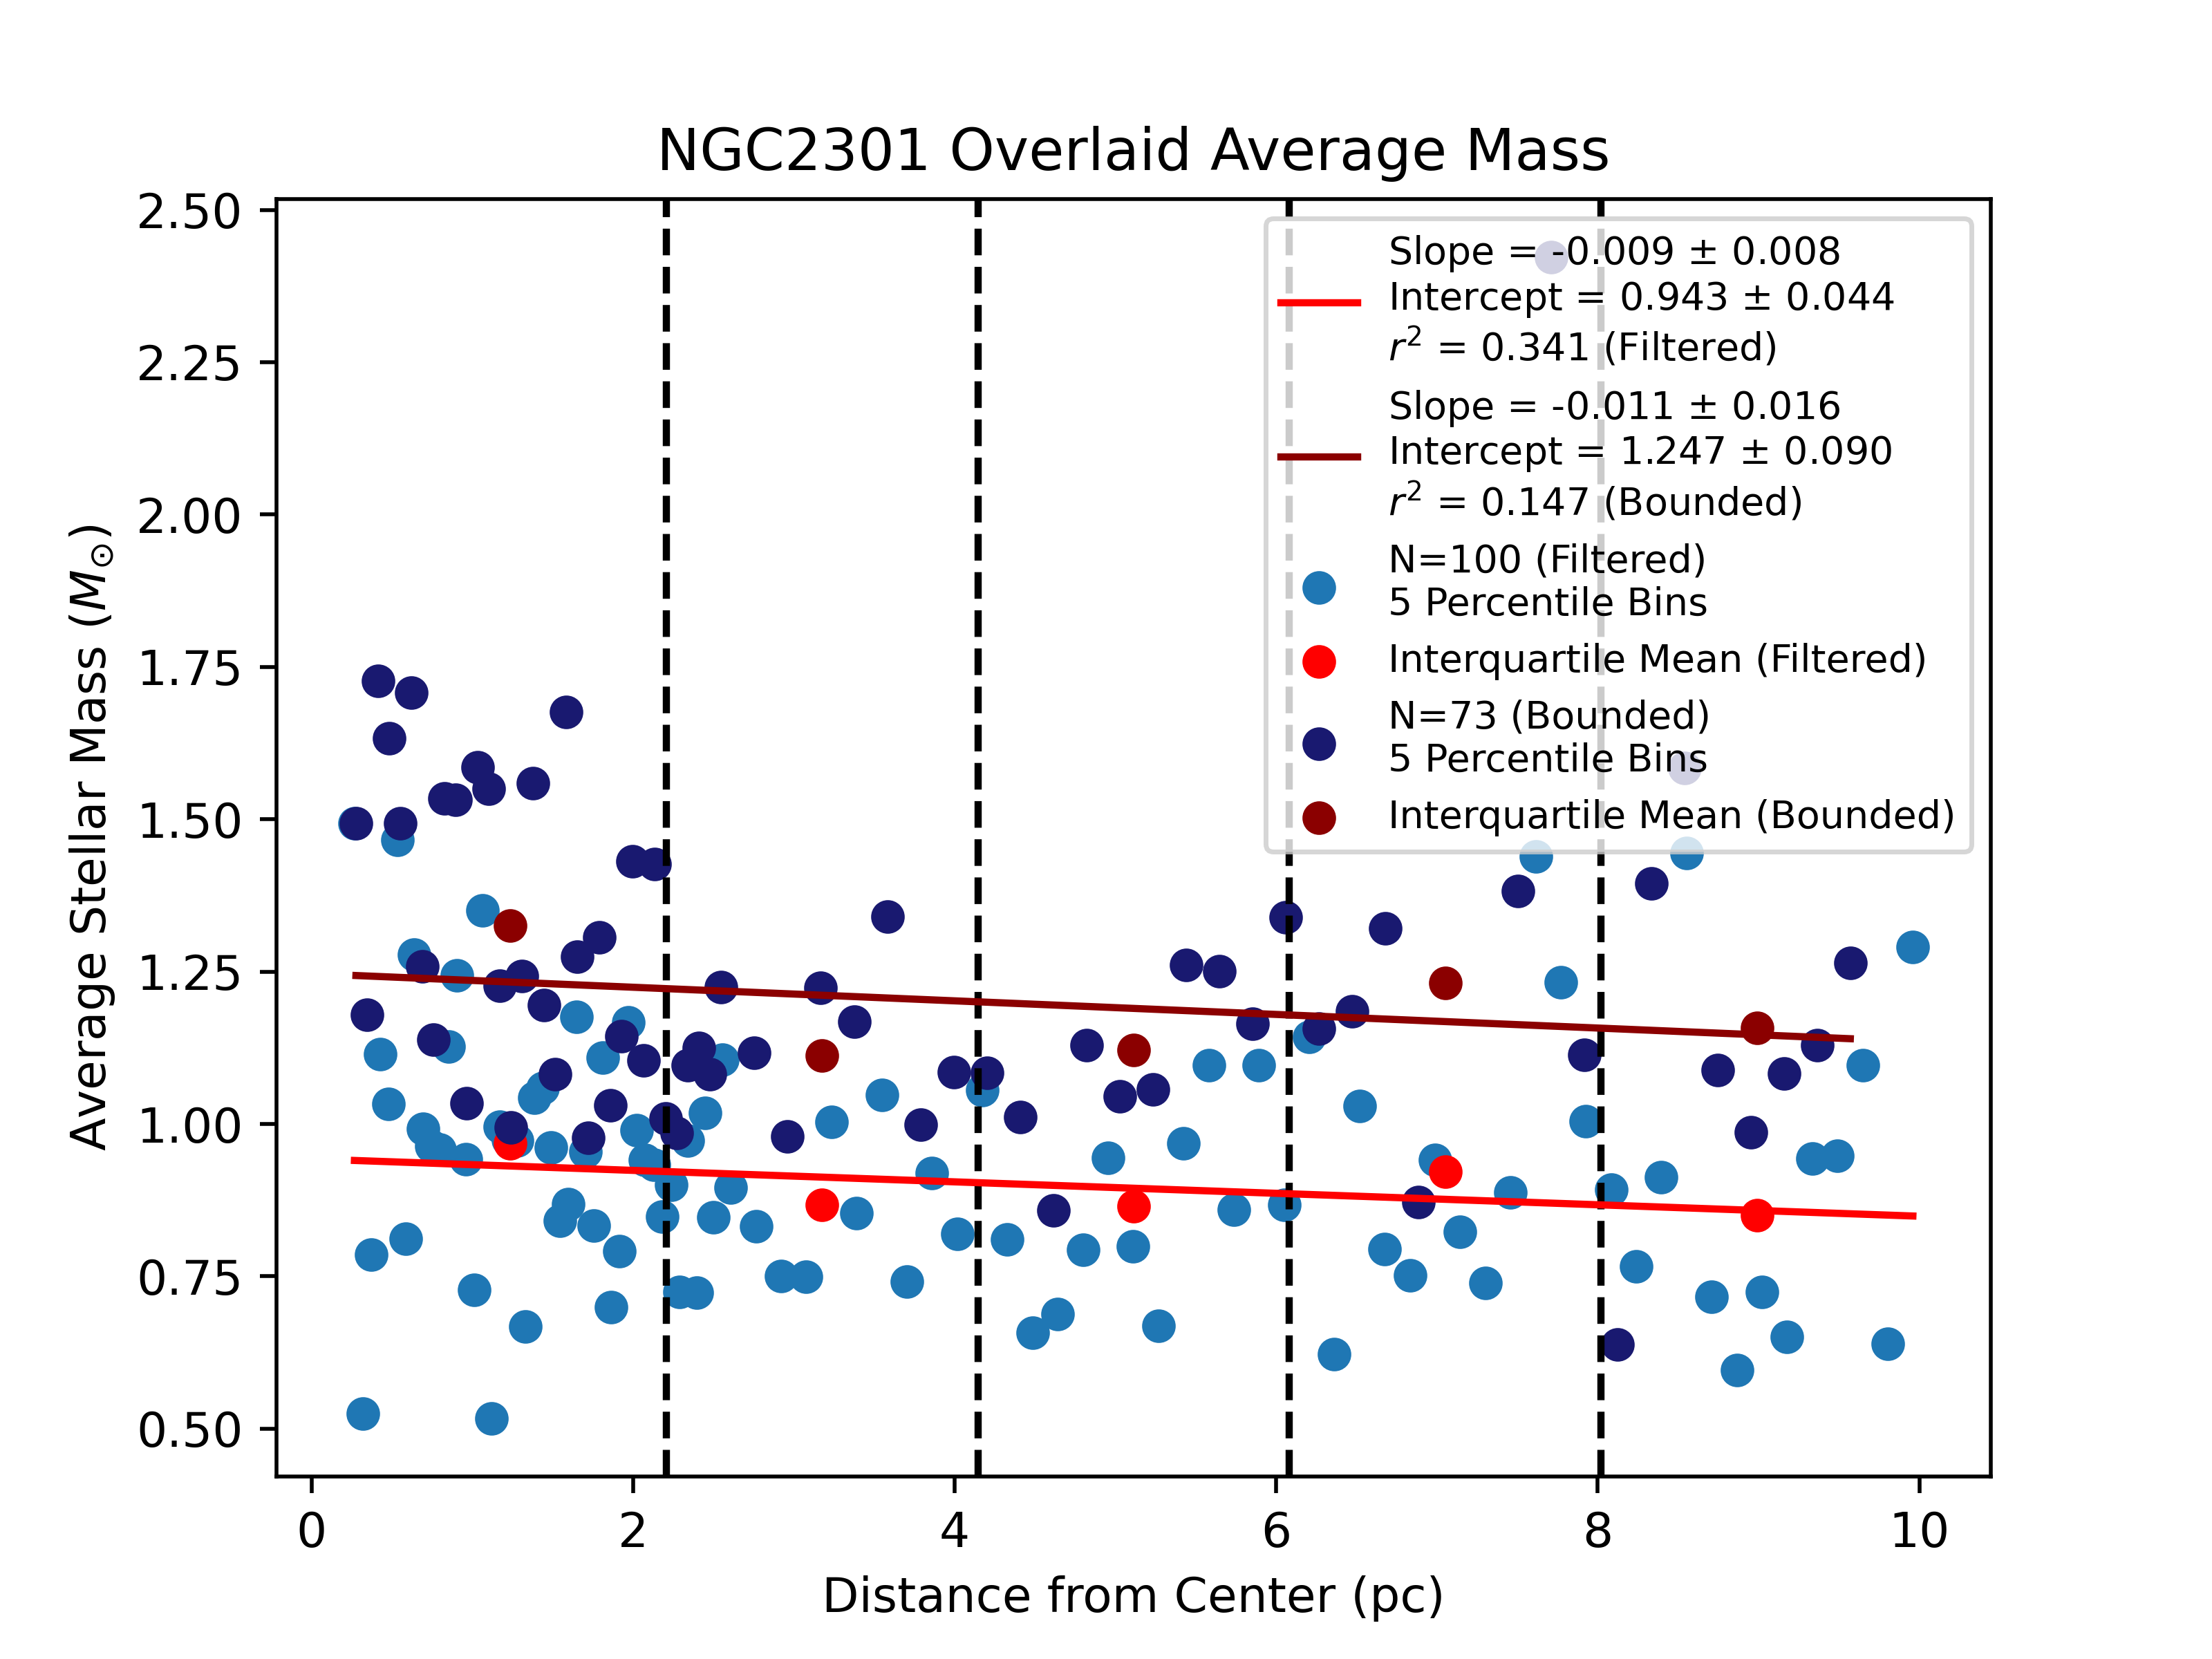 NGC2301 Overlaid Average Mass
Average Stellar Mass (M⊙)
2.50
2.25
2.00
1.75
1.50
1.25
1.00
0.75
0.50
Slope = -0.009 ± 0.008
Intercept = 0.943 ± 0.044
r² = 0.341 (Filtered)
Slope = -0.011 ± 0.016
Intercept = 1.247 ± 0.090
r² = 0.147 (Bounded)
N=100 (Filtered)
5 Percentile Bins
Interquartile Mean (Filtered)
N=73 (Bounded)
5 Percentile Bins
Interquartile Mean (Bounded)
0 2 4 6 8 10
Distance from Center (pc)